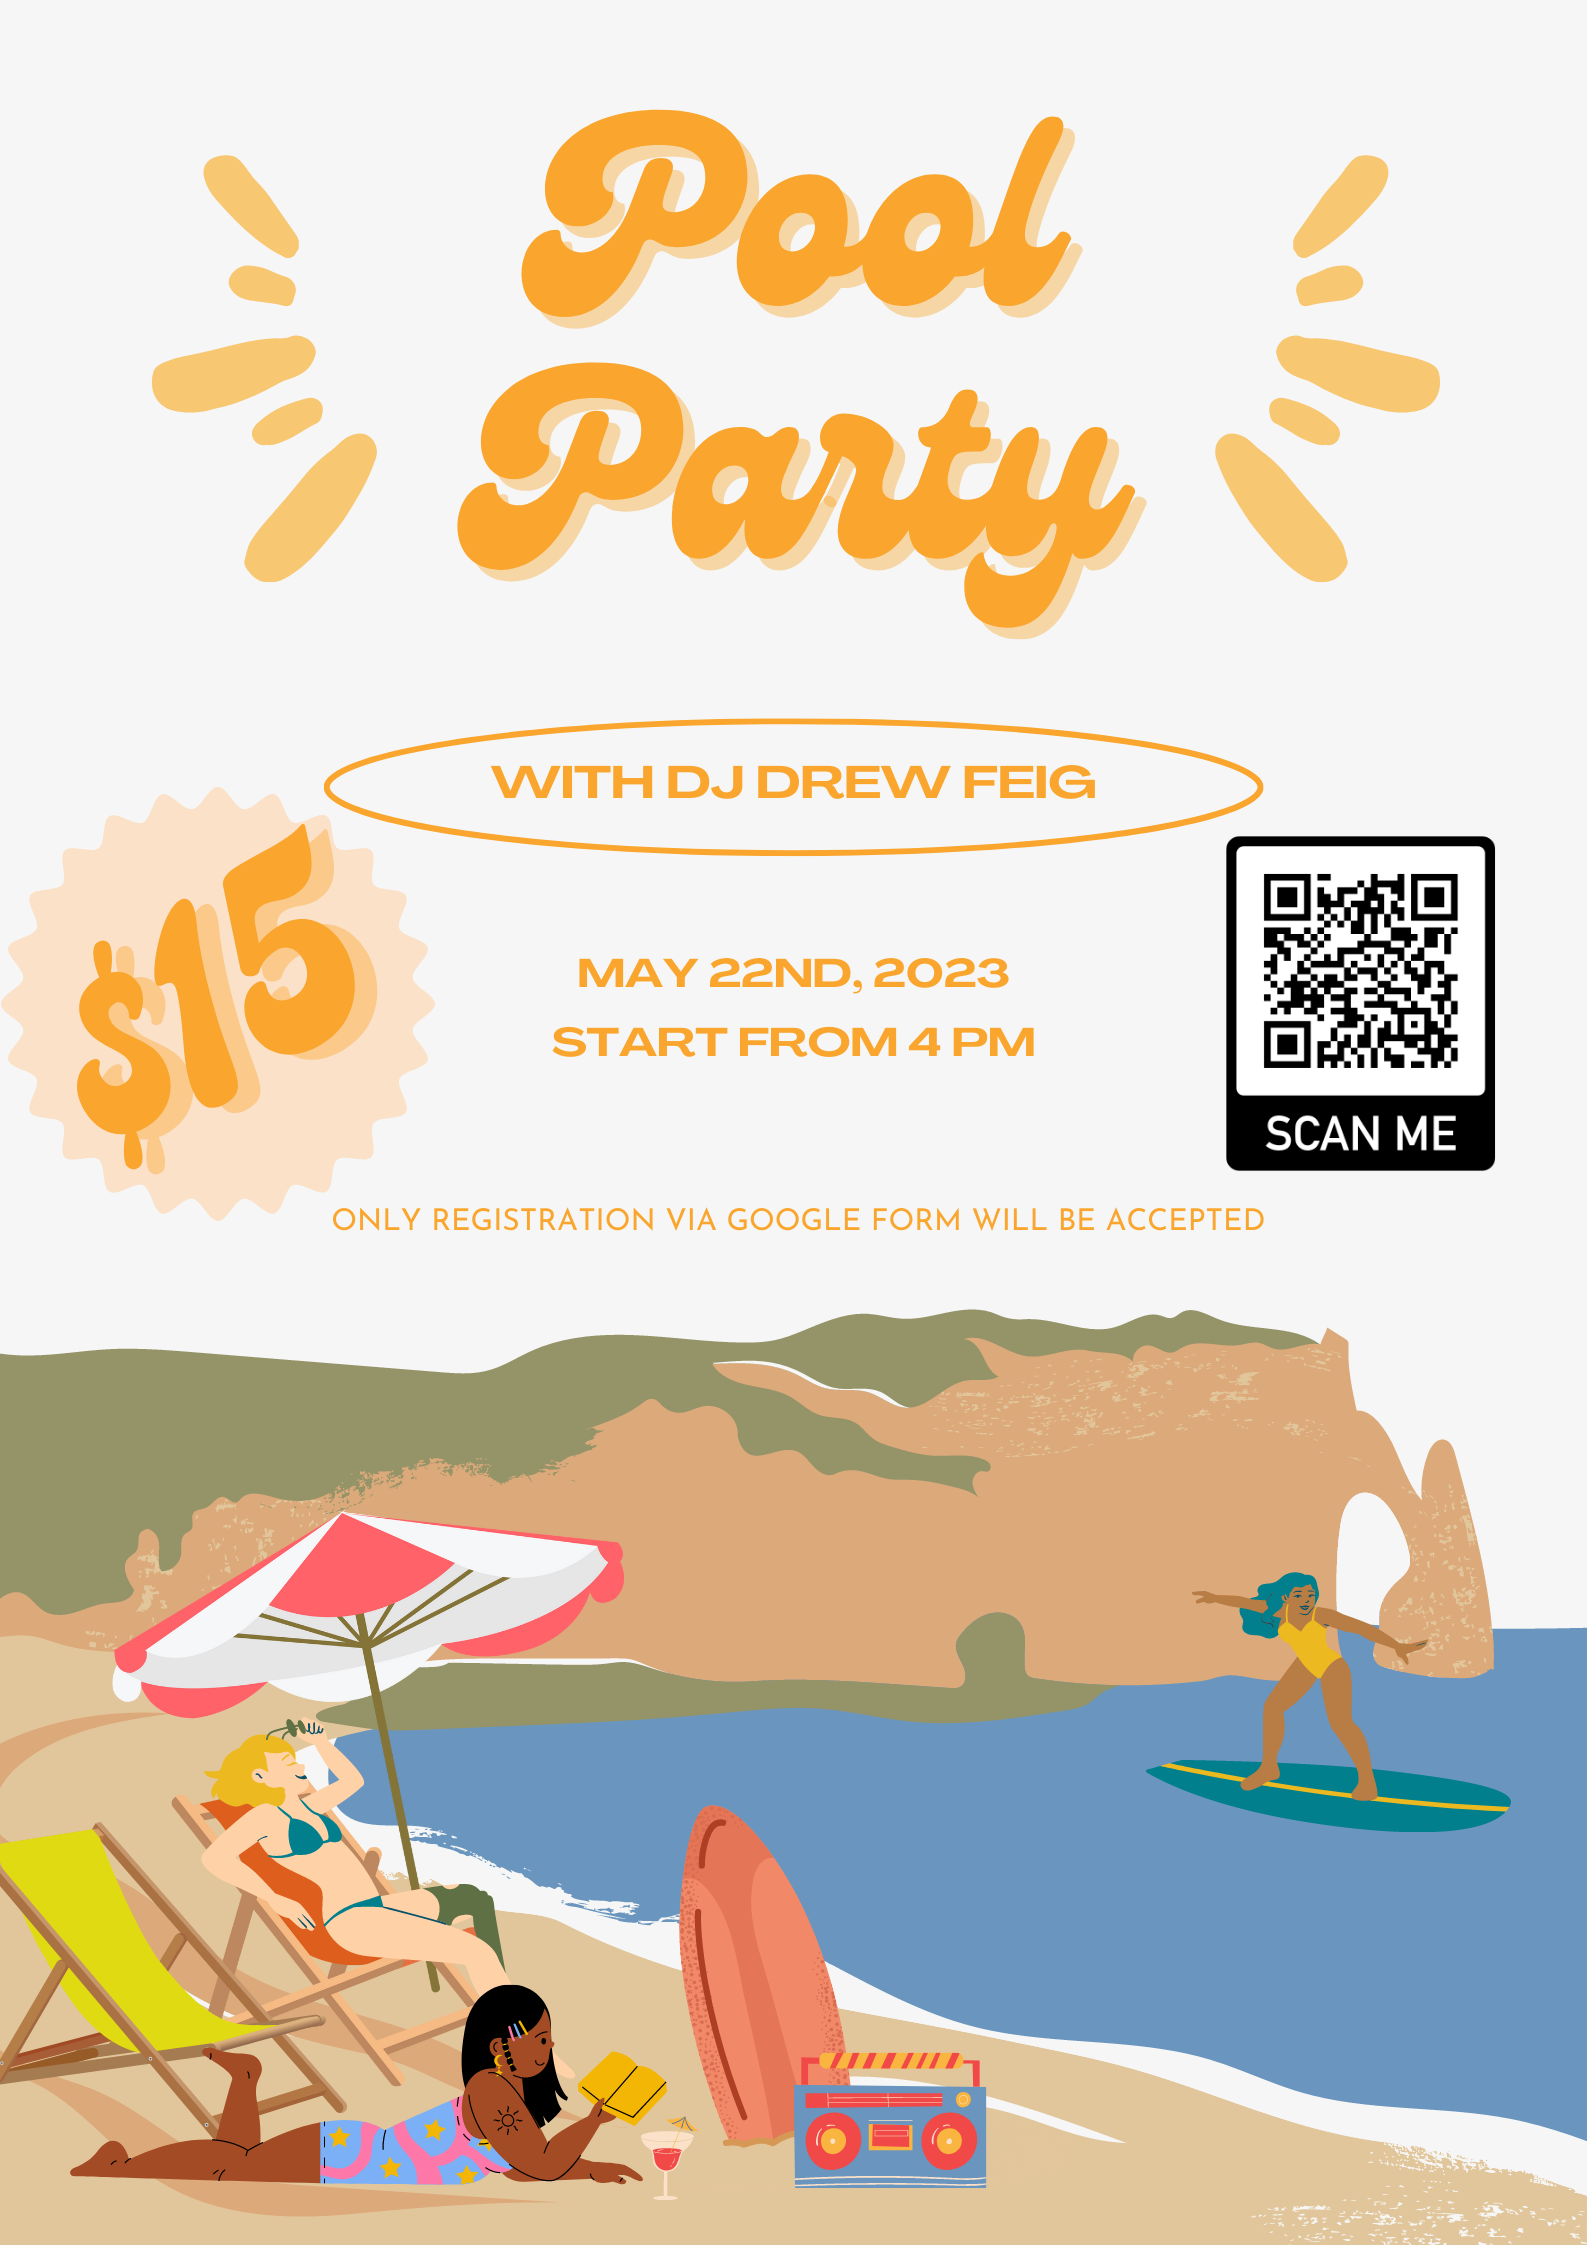 Pool
Party
WITH DJ DREW FEIG
$15
MAY 22ND, 2023
START FROM 4 PM
SCAN ME
ONLY REGISTRATION VIA GOOGLE FORM WILL BE ACCEPTED